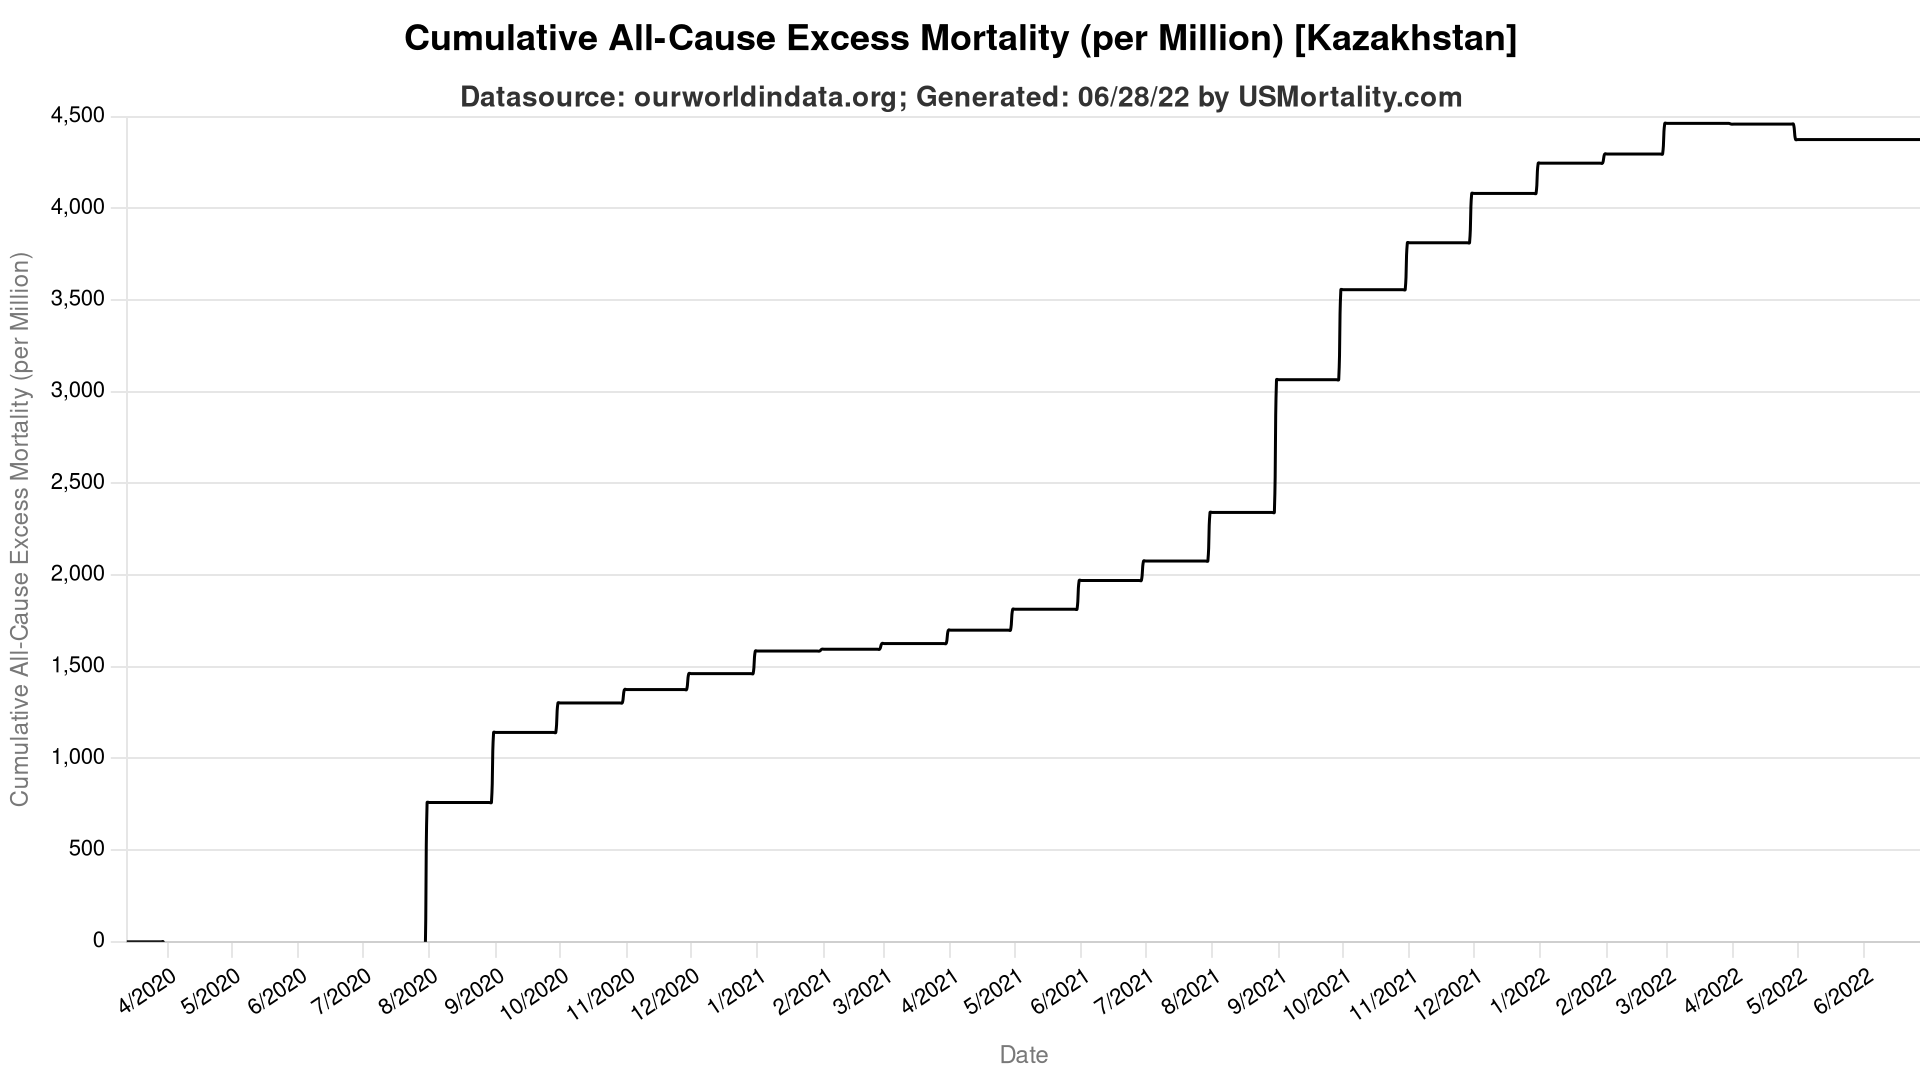 Cumulative All-Cause Excess Mortality (per Million) [Kazakhstan]
Datasource: ourworldindata.org; Generated: 06/28/22 by USMortality.com
Cumulative All-Cause Excess Mortality (per Million)
4,500
4,000
3,500
3,000
2,500
2,000
1,500
1,000
500
0
4/2020 5/2020 6/2020 7/2020 8/2020 9/2020 10/2020 11/2020 12/2020 1/2021 2/2021 3/2021 4/2021 5/2021 6/2021 7/2021 8/2021 9/2021 10/2021 11/2021 12/2021 1/2022 2/2022 3/2022 4/2022 5/2022 6/2022
Date